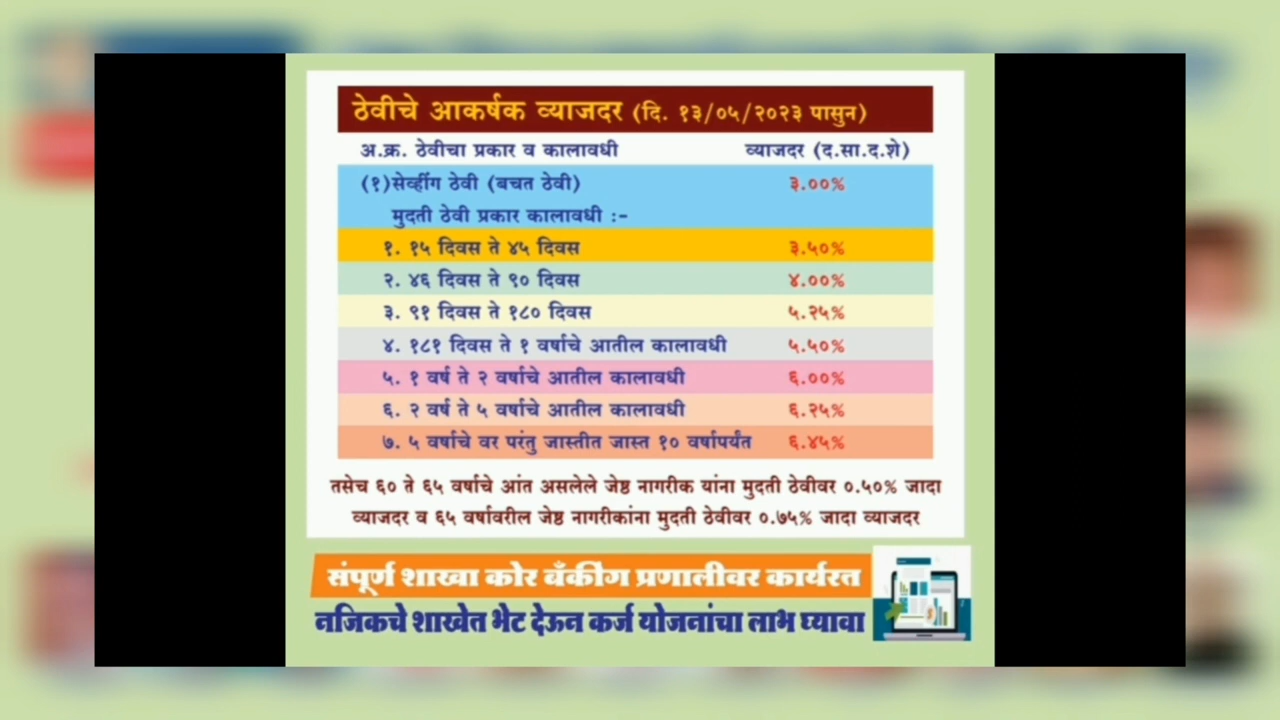 ठेवीचे आकर्षक व्याजदर (दि. १३/०५/२०२३ पासुन)
अ.क्र. ठेवीचा प्रकार व कालावधी व्याजदर (द.सा.द.शे)
(१)सेव्हींग ठेवी (बचत ठेवी) ३.००%
मुदती ठेवी प्रकार कालावधी :-
१. १५ दिवस ते ४५ दिवस ३.५०%
२. ४६ दिवस ते ९० दिवस ४.००%
३. ९१ दिवस ते १८० दिवस ५.२५%
४. १८१ दिवस ते १ वर्षाचे आतील कालावधी ५.५०%
५. १ वर्ष ते २ वर्षाचे आतील कालावधी ६.००%
६. २ वर्ष ते ५ वर्षाचे आतील कालावधी ६.२५%
७. ५ वर्षाचे वर परंतु जास्तीत जास्त १० वर्षापर्यंत ६.४५%
तसेच ६० ते ६५ वर्षाचे आंत असलेले जेष्ठ नागरीक यांना मुदती ठेवीवर ०.५०% जादा
व्याजदर व ६५ वर्षावरील जेष्ठ नागरीकांना मुदती ठेवीवर ०.७५% जादा व्याजदर
संपूर्ण शाखा कोर बँकींग प्रणालीवर कार्यरत
नजिकचे शाखेत भेट देऊन कर्ज योजनांचा लाभ घ्यावा